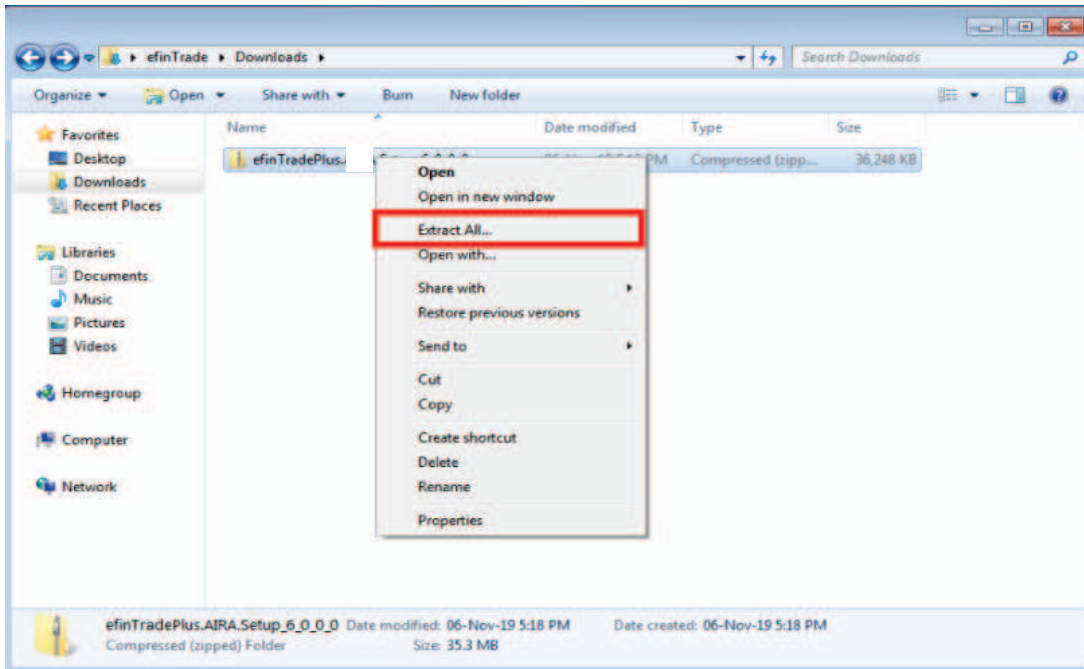 efinTrade ▸ Downloads ▸
Search Downloads
Organize Open Share with Burn New folder
Name Date modified Type Size
Favorites
Desktop
Downloads
Recent Places
Libraries
Documents
Music
Pictures
Videos
Homegroup
Computer
Network
efinTradePlus. PM Compressed (zipp... 36,248 KB
Open
Open in new window
Extract All...
Open with...
Share with
Restore previous versions
Send to
Cut
Copy
Create shortcut
Delete
Rename
Properties
efinTradePlus.AIRA.Setup_6_0_0_0 Date modified: 06-Nov-19 5:18 PM Date created: 06-Nov-19 5:18 PM
Compressed (zipped) Folder Size: 35.3 MB